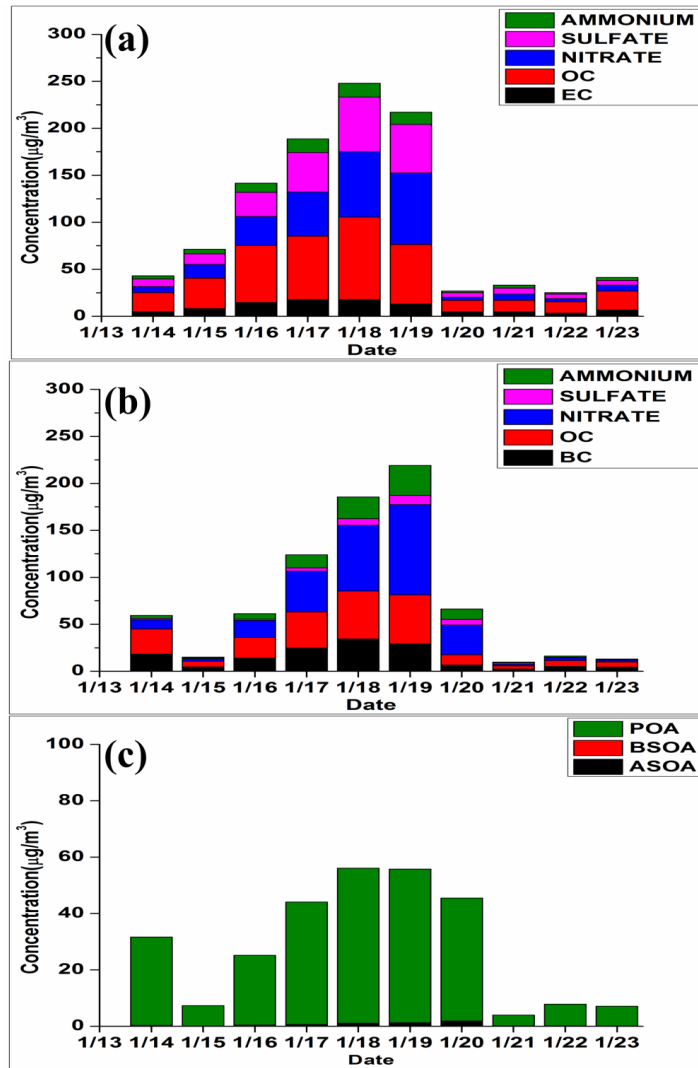 (a)
AMMONIUM
SULFATE
NITRATE
OC
EC
Concentration(μg/m³)
300
250
200
150
100
50
0
1/13 1/14 1/15 1/16 1/17 1/18 1/19 1/20 1/21 1/22 1/23
Date
(b)
AMMONIUM
SULFATE
NITRATE
OC
BC
Concentration(μg/m³)
300
250
200
150
100
50
0
1/13 1/14 1/15 1/16 1/17 1/18 1/19 1/20 1/21 1/22 1/23
Date
(c)
POA
BSOA
ASOA
Concentration(μg/m³)
100
80
60
40
20
0
1/13 1/14 1/15 1/16 1/17 1/18 1/19 1/20 1/21 1/22 1/23
Date